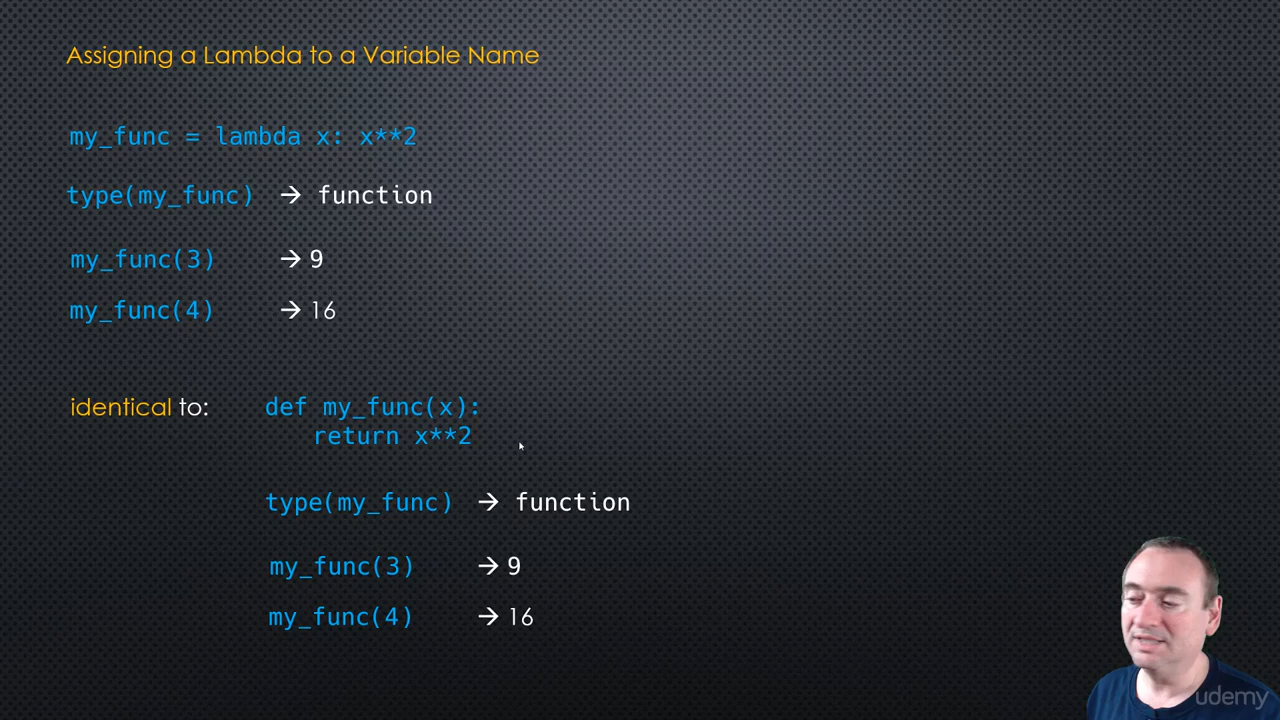 Assigning a Lambda to a Variable Name
my_func = lambda x: x**2
type(my_func) → function
my_func(3) → 9
my_func(4) → 16
identical to: def my_func(x):
return x**2
type(my_func) → function
my_func(3) → 9
my_func(4) → 16
udemy